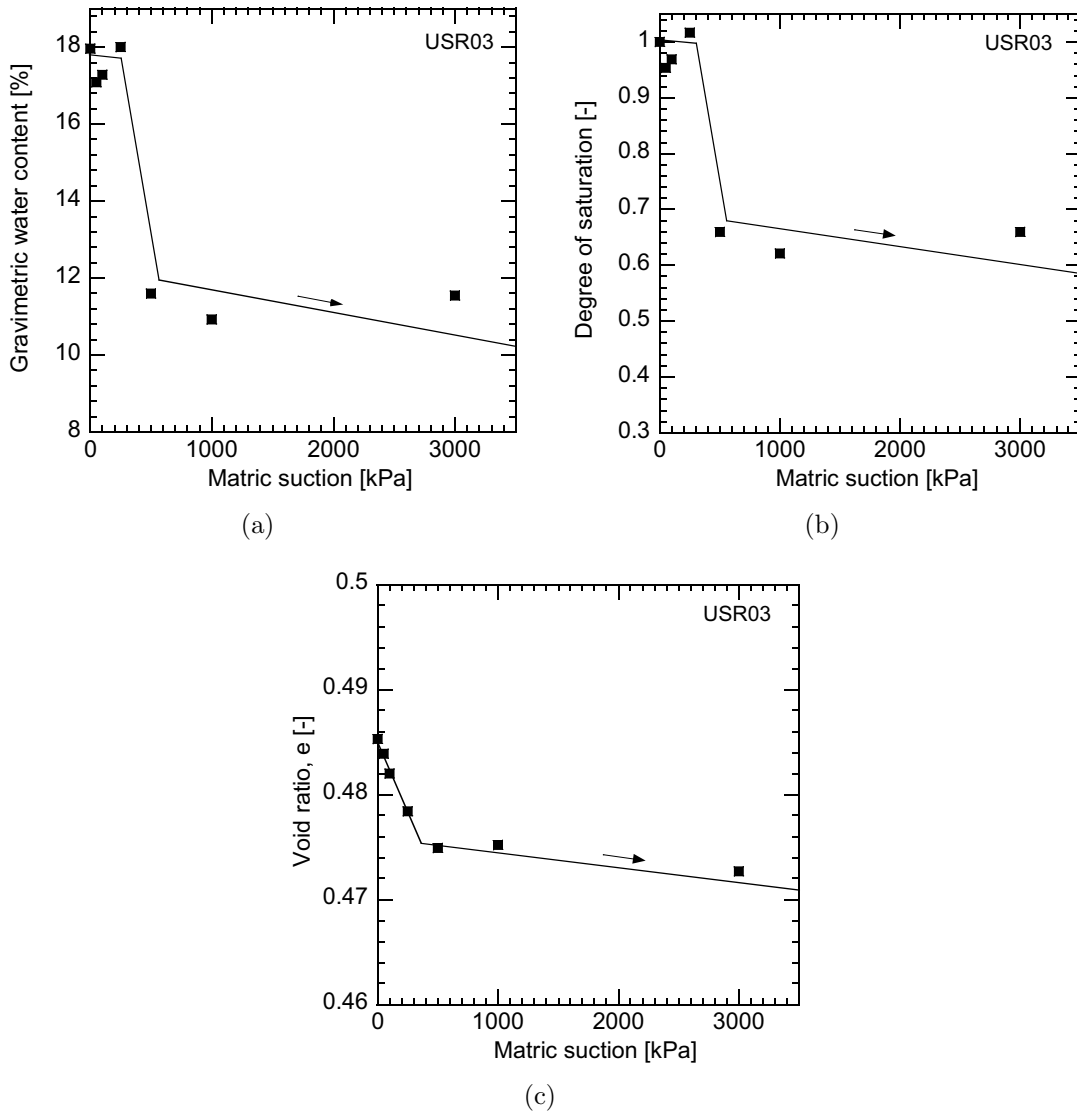 USR03
Gravimetric water content [%]
18
16
14
12
10
8
0
1000
2000
3000
Matric suction [kPa]
(a)
USR03
Degree of saturation [-]
1
0.9
0.8
0.7
0.6
0.5
0.4
0.3
0
1000
2000
3000
Matric suction [kPa]
(b)
USR03
Void ratio, e [-]
0.5
0.49
0.48
0.47
0.46
0
1000
2000
3000
Matric suction [kPa]
(c)